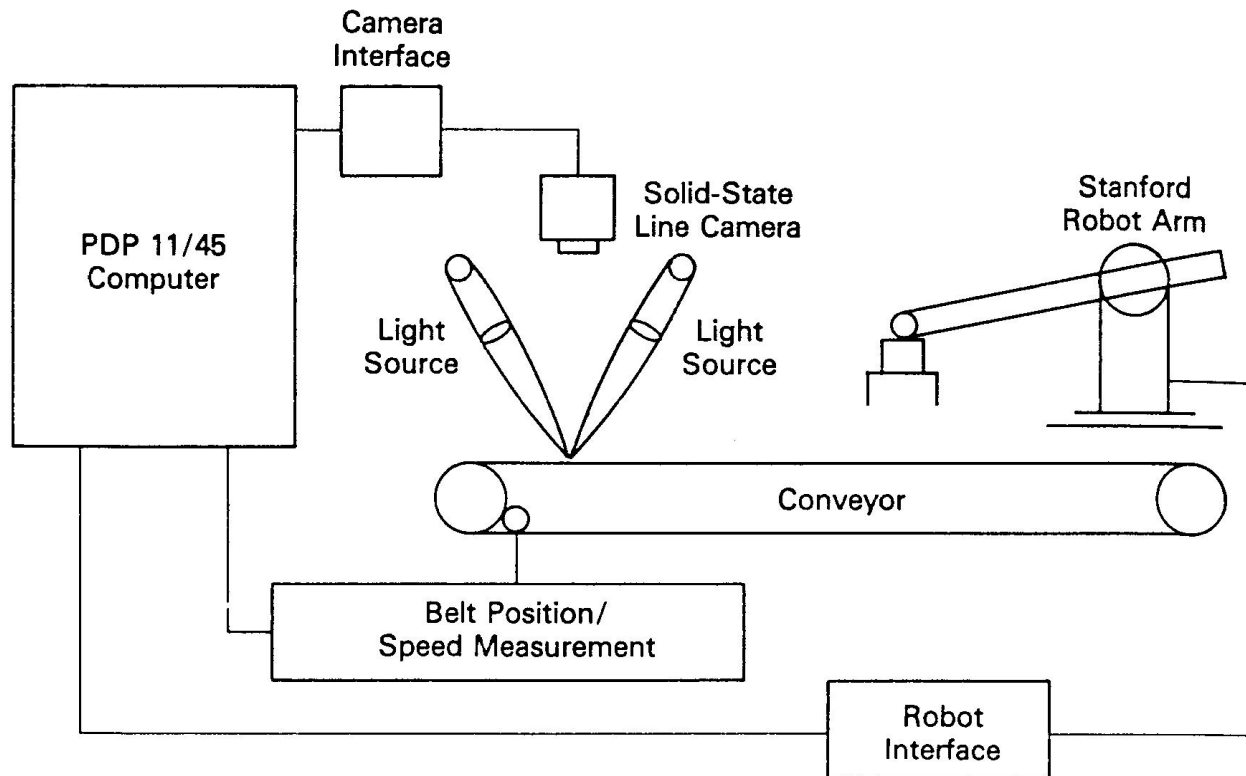 Camera
Interface
Solid-State
Line Camera
Stanford
Robot Arm
PDP 11/45
Computer
Light
Source
Light
Source
Conveyor
Belt Position/
Speed Measurement
Robot
Interface